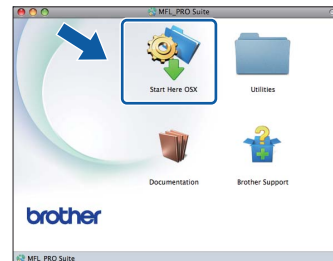 MFL_PRO Suite
Start Here OSX
Utilities
Documentation
Brother Support
brother
MFL_PRO Suite